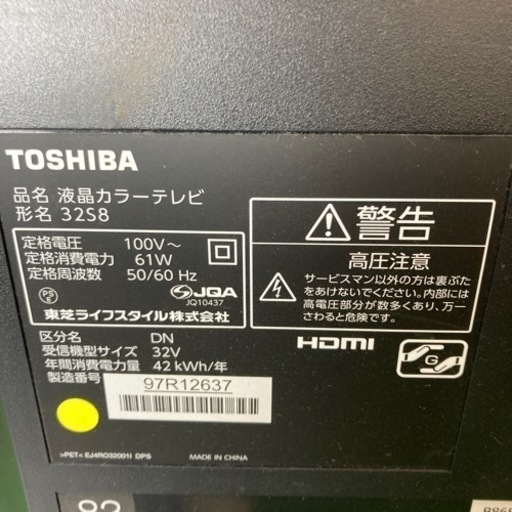 TOSHIBA
品名 液晶カラーテレビ
形名 32S8
定格電圧 100V～
定格消費電力 61W
定格周波数 50/60 Hz
PS
E
JQA
JQ10437
東芝ライフスタイル株式会社
区分名 DN
受信機型サイズ 32V
年間消費電力量 42 kWh/年
製造番号
97R12637
>PET< EJ4RO32001I DPS
MADE IN CHINA
警告
高圧注意
サービスマン以外の方は裏ぶた
をあけないでください。内部には
高電圧部分が数多くあり、万一
さわると危険です。
HDMI
G